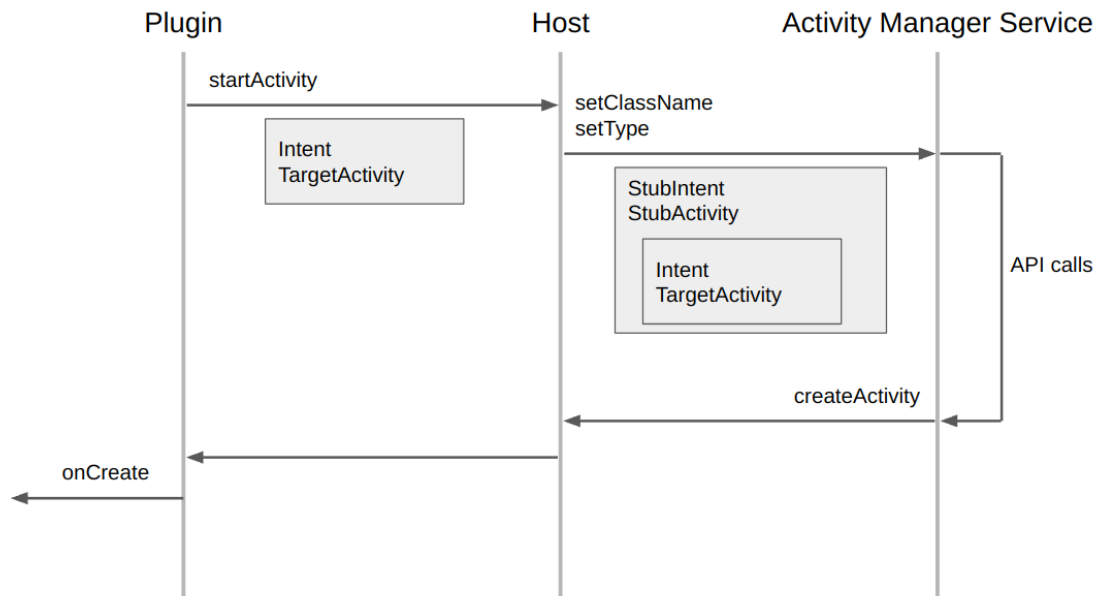 Plugin
Host
Activity Manager Service
startActivity
Intent
TargetActivity
setClassName
setType
StubIntent
StubActivity
Intent
TargetActivity
API calls
createActivity
onCreate